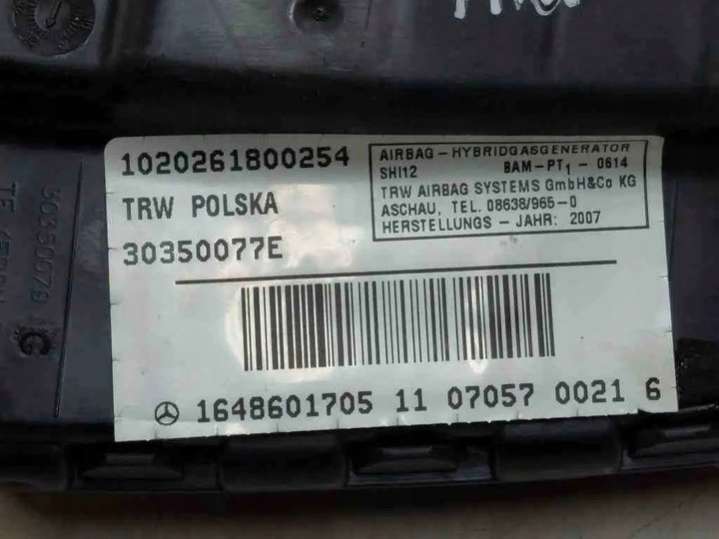 1020261800254
TRW POLSKA
30350077E
AIRBAG-HYBRIDGASGENERATOR
SHI12 BAM-PT1-0614
TRW AIRBAG SYSTEMS GmbH&Co KG
ASCHAU, TEL. 08638/965-0
HERSTELLUNGS-JAHR: 2007
1648601705 11 07057 0021 6